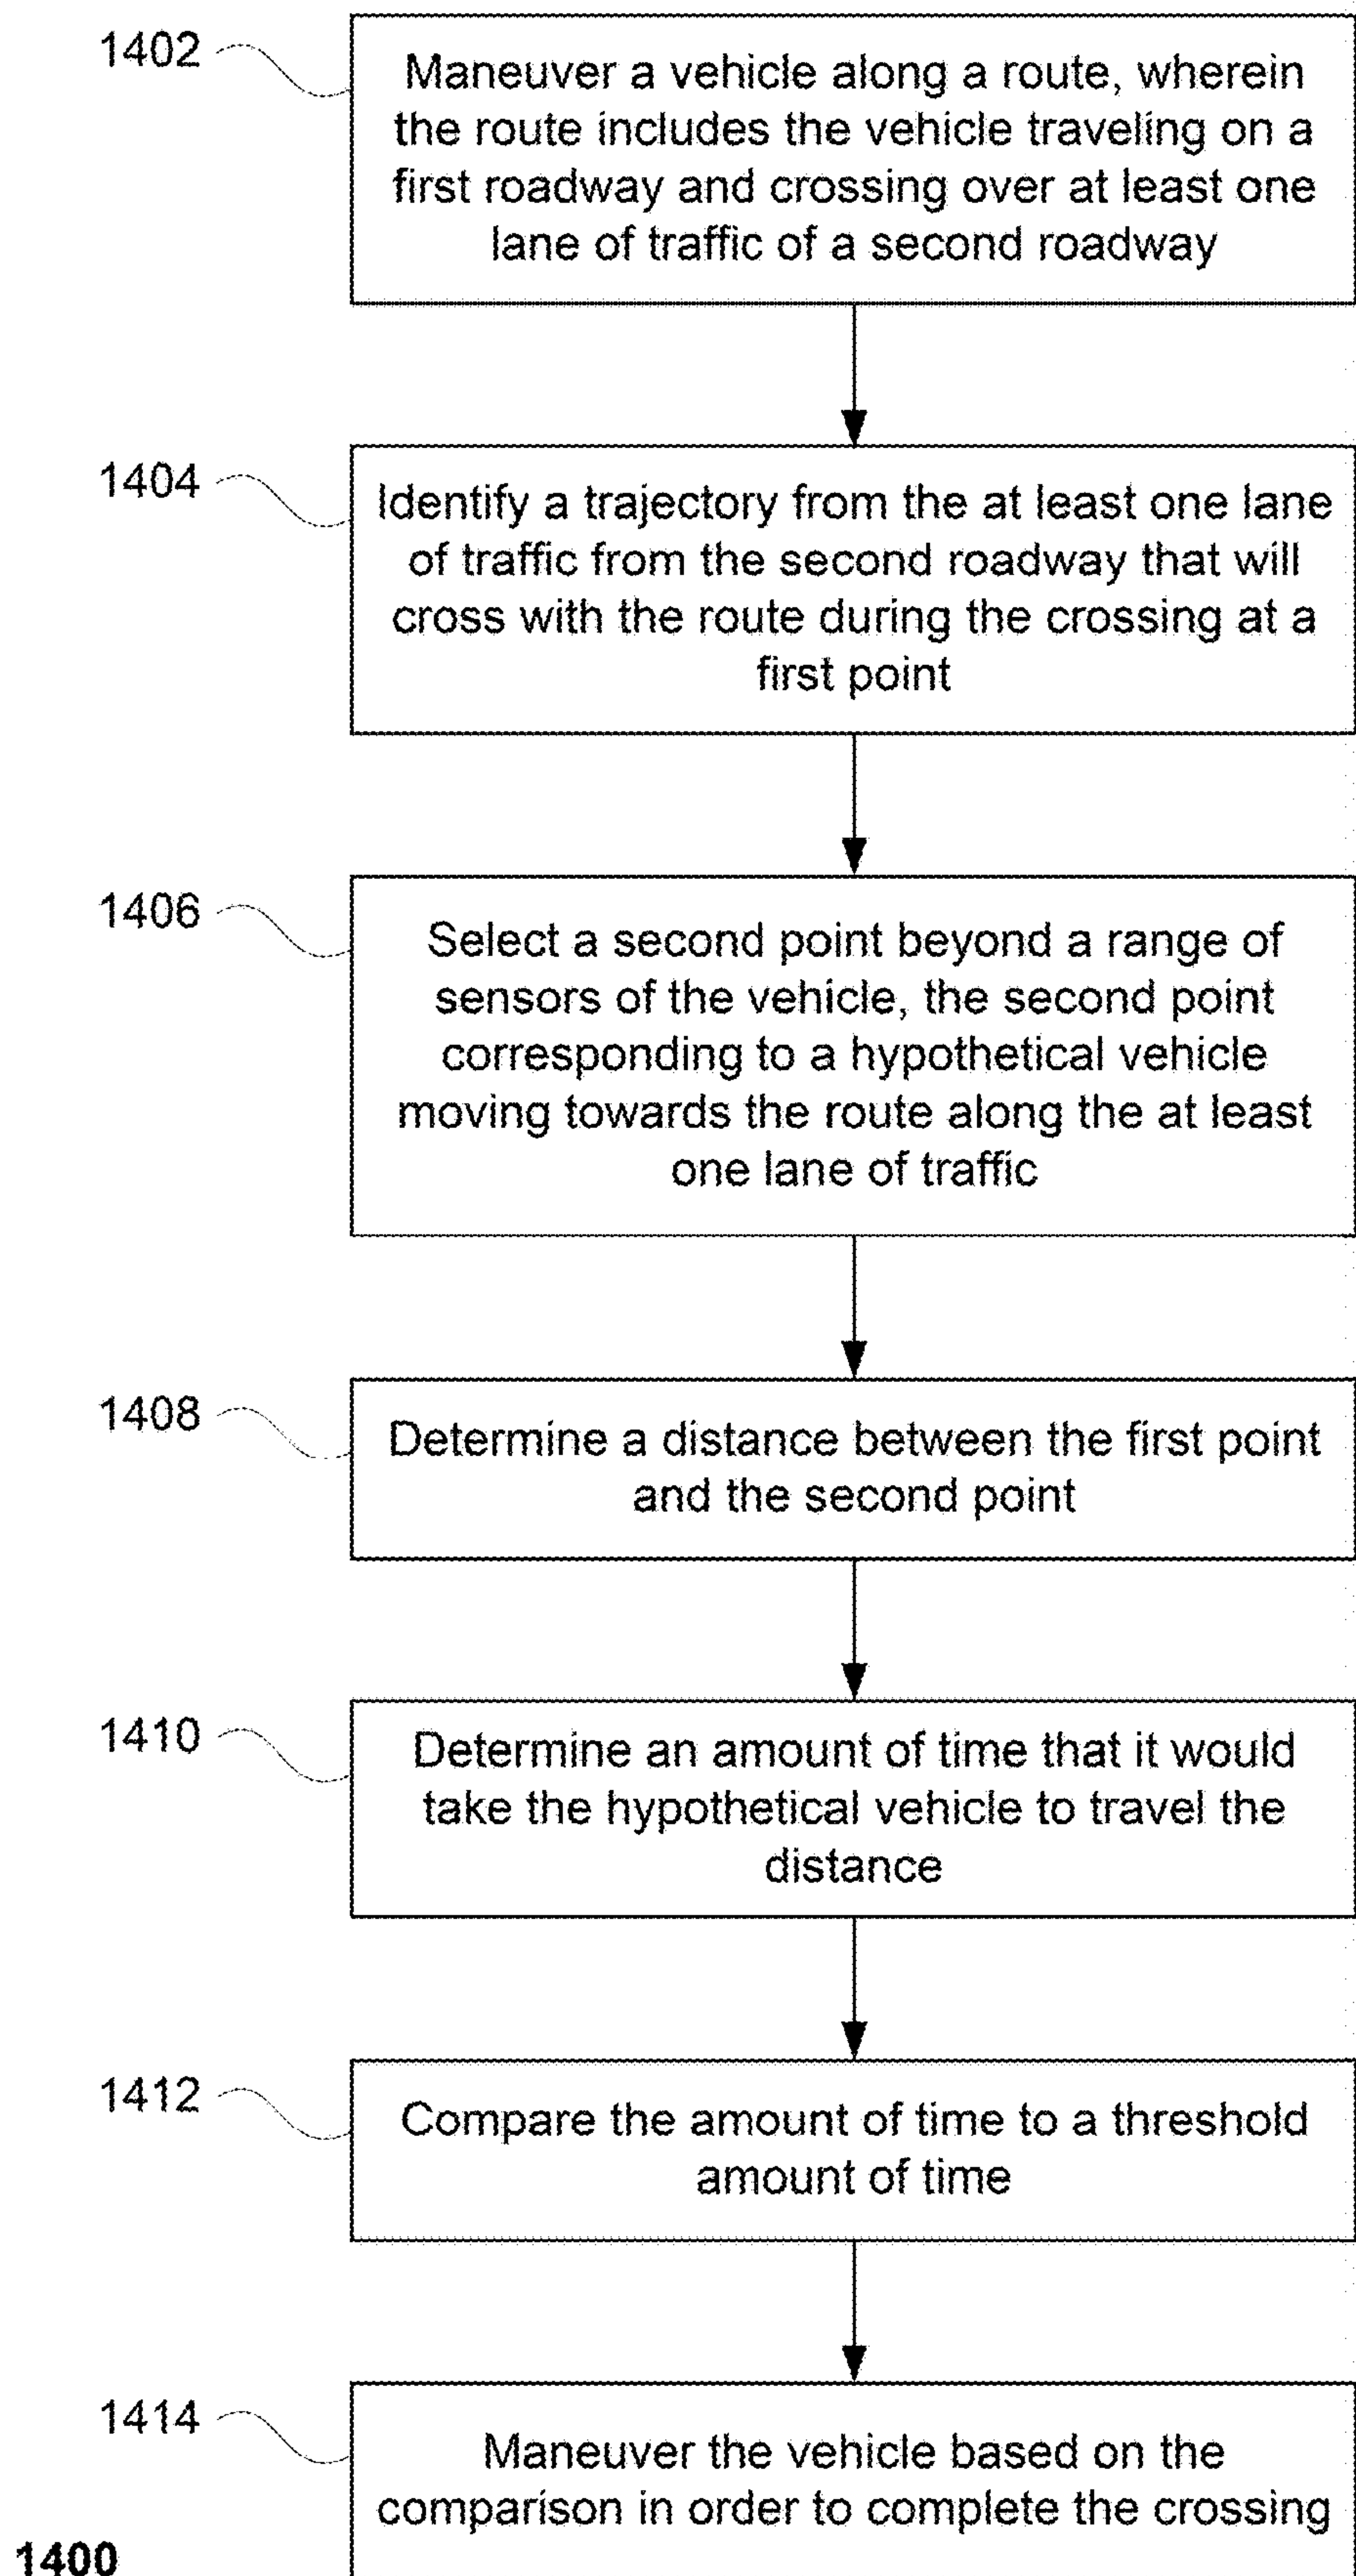 1402
Maneuver a vehicle along a route, wherein
the route includes the vehicle traveling on a
first roadway and crossing over at least one
lane of traffic of a second roadway
1404
Identify a trajectory from the at least one lane
of traffic from the second roadway that will
cross with the route during the crossing at a
first point
1406
Select a second point beyond a range of
sensors of the vehicle, the second point
corresponding to a hypothetical vehicle
moving towards the route along the at least
one lane of traffic
1408
Determine a distance between the first point
and the second point
1410
Determine an amount of time that it would
take the hypothetical vehicle to travel the
distance
1412
Compare the amount of time to a threshold
amount of time
1414
Maneuver the vehicle based on the
comparison in order to complete the crossing
1400